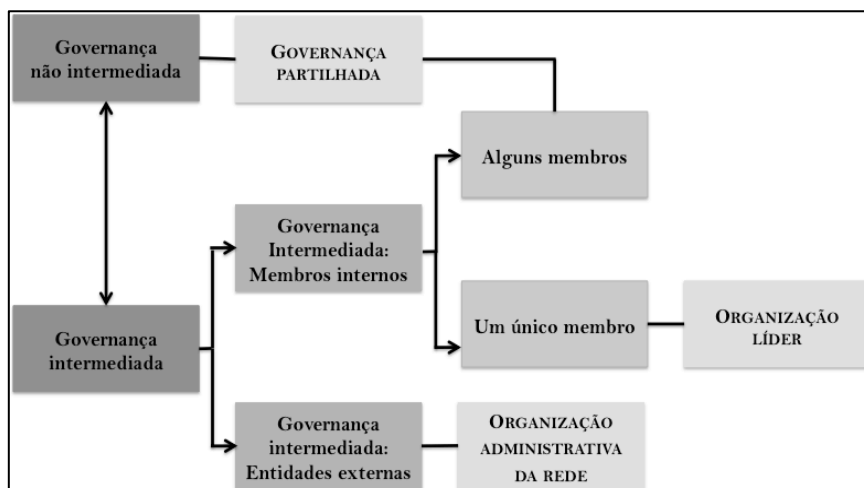 Governança
não intermediada
GOVERNANÇA
PARTILHADA
Alguns membros
Governança
Intermediada:
Membros internos
Governança
intermediada
Um único membro
ORGANIZAÇÃO
LÍDER
Governança
intermediada:
Entidades externas
ORGANIZAÇÃO
ADMINISTRATIVA
DA REDE